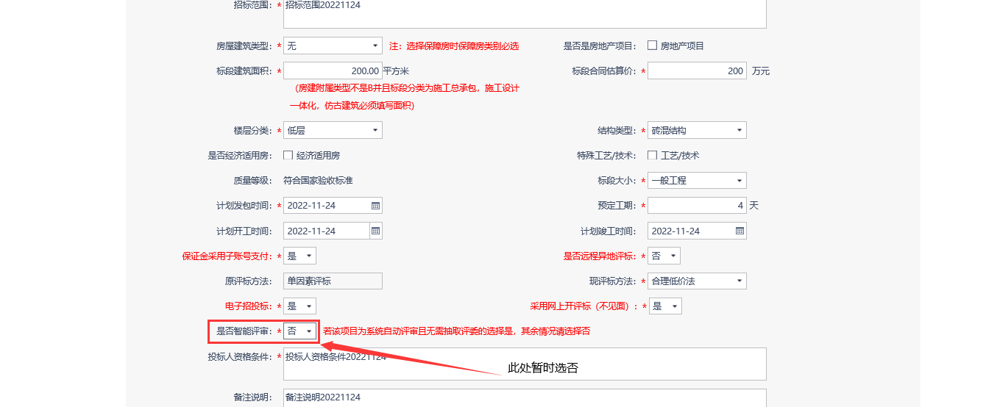 招标范围： * 招标范围20221124
房屋建筑类型： * 无 注：选择保障房时保障房类别必选 是否是房地产项目： 房地产项目
标段建筑面积： * 200.00 平方米 标段合同估算价： * 200 万元
（房建附属类型不是B并且标段分类为施工总承包，施工设计
一体化，仿古建筑必须填写面积）
楼层分类： * 低层 结构类型： * 砖混结构
是否经济适用房： 经济适用房 特殊工艺/技术： 工艺/技术
质量等级： 符合国家验收标准 标段大小： * 一般工程
计划发包时间： * 2022-11-24 预定工期： * 4 天
计划开工时间： 2022-11-24 计划竣工时间： 2022-11-24
保证金采用子账号支付： * 是 是否远程异地评标： * 否
原评标方法： 单因素评标 现评标方法： * 合理低价法
电子招投标： * 是 采用网上开评标（不见面）： * 是
是否智能评审： * 否 若该项目为系统自动评审且无需抽取评委的选择是，其余情况请选择否
投标人资格条件： * 投标人资格条件20221124
此处暂时选否
备注说明： 备注说明20221124